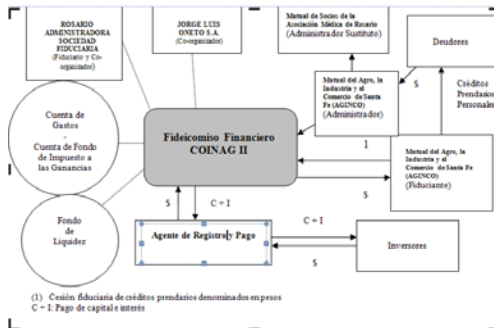 ROSARIO
ADMINISTRADORA
SOCIEDAD
FIDUCIARIA
(Fiduciario y Co-
organizador)
JORGE LUIS
ONETO S.A.
(Co-organizador)
Mutual de Socios de la
Asociación Médica de Rosario
(Administrador Sustituto)
Deudores
$
Créditos
Prendarios
Personales
Mutual del Agro, la
Industria y el
Comercio de Santa
Fe (AGINCO)
(Administrador)
Cuenta de
Gastos
-
Cuenta de Fondo
de Impuesto a
las Ganancias
Fideicomiso Financiero
COINAG II
1
Mutual del Agro, la
Industria y el
Comercio de Santa Fe
(AGINCO)
(Fiduciante)
$
Fondo
de
Liquidez
$
C + I
Agente de Registro y Pago
C + I
$
Inversores
(1) Cesión fiduciaria de créditos prendarios denominados en pesos
C + I: Pago de capital e interés